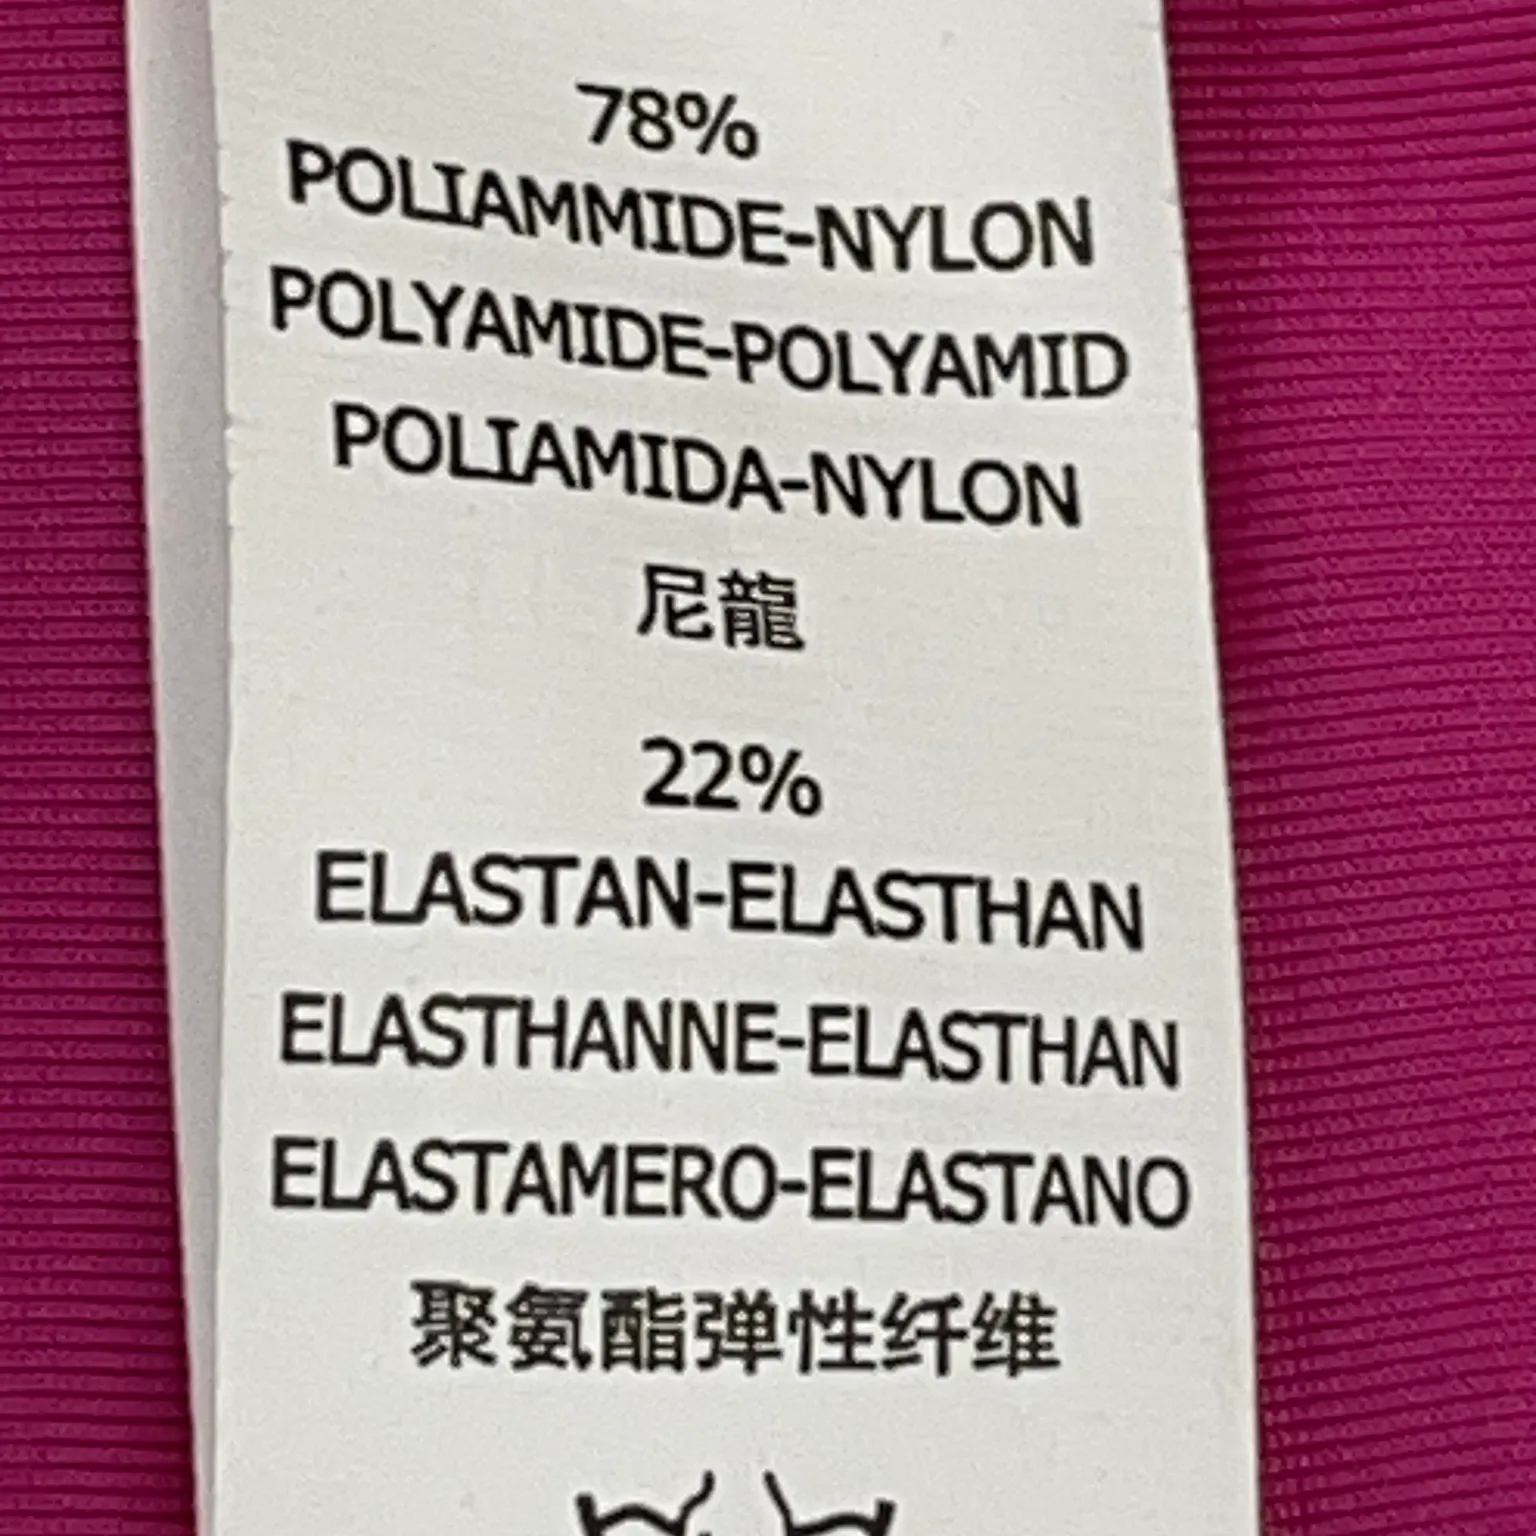 78%
POLIAMMIDE-NYLON
POLYAMIDE-POLYAMID
POLIAMIDA-NYLON
尼龍
22%
ELASTAN-ELASTHAN
ELASTHANNE-ELASTHAN
ELASTAMERO-ELASTANO
聚氨酯弹性纤维